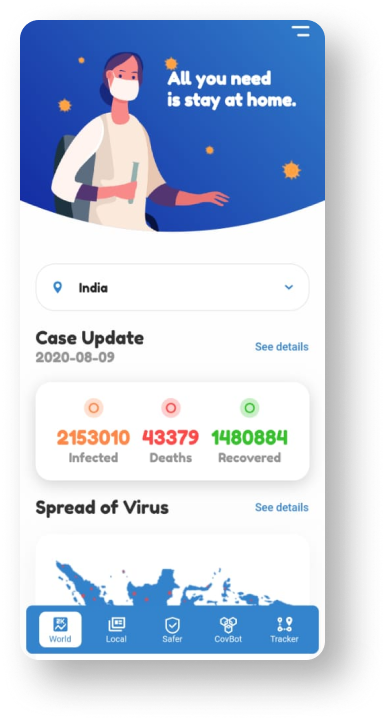 All you need
is stay at home.
India
Case Update
2020-08-09
See details
2153010 43379 1480884
Infected Deaths Recovered
Spread of Virus
See details
World Local Safer CovBot Tracker